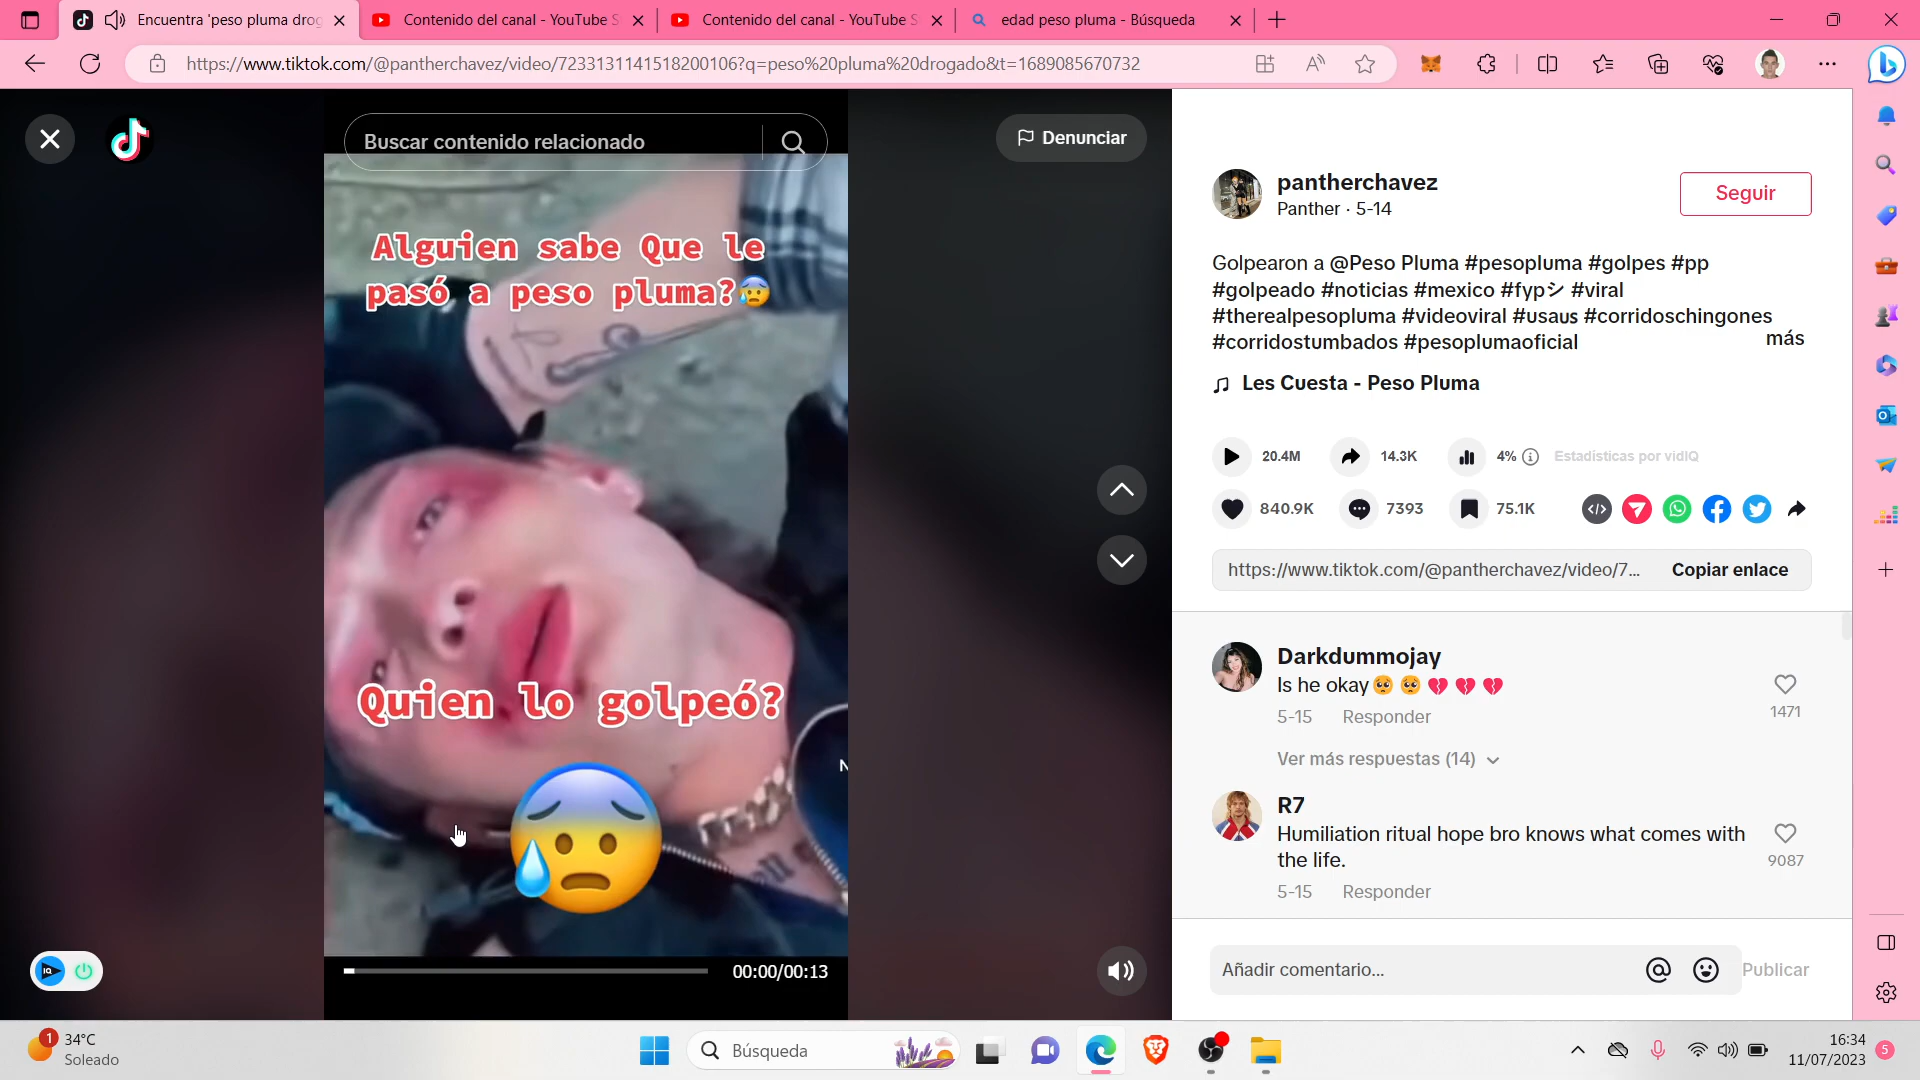 Encuentra 'peso pluma drog
Contenido del canal - YouTube S
Contenido del canal - YouTube S
edad peso pluma - Búsqueda
https://www.tiktok.com/@pantherchavez/video/7233131141518200106?q=peso%20pluma%20drogado&t=1689085670732
Buscar contenido relacionado
Denunciar
Alguien sabe Que le
pasó a peso pluma?😰
Quien lo golpeó?
N
00:00/00:13
IQ
pantherchavez
Panther · 5-14
Seguir
Golpearon a @Peso Pluma #pesopluma #golpes #pp
#golpeado #noticias #mexico #fypシ #viral
#therealpesopluma #videoviral #usa🇺🇸 #corridoschingones
#corridostumbados #pesoplumaoficial
más
♫ Les Cuesta - Peso Pluma
20.4M 14.3K 4% Estadísticas por vidIQ
840.9K 7393 75.1K
https://www.tiktok.com/@pantherchavez/video/7... Copiar enlace
Darkdummojay
Is he okay🥺🥺💔💔💔
1471
5-15 Responder
Ver más respuestas (14)
R7
Humiliation ritual hope bro knows what comes with
the life.
9087
5-15 Responder
Añadir comentario...
Publicar
1
34°C
Soleado
Búsqueda
16:34
11/07/2023
5